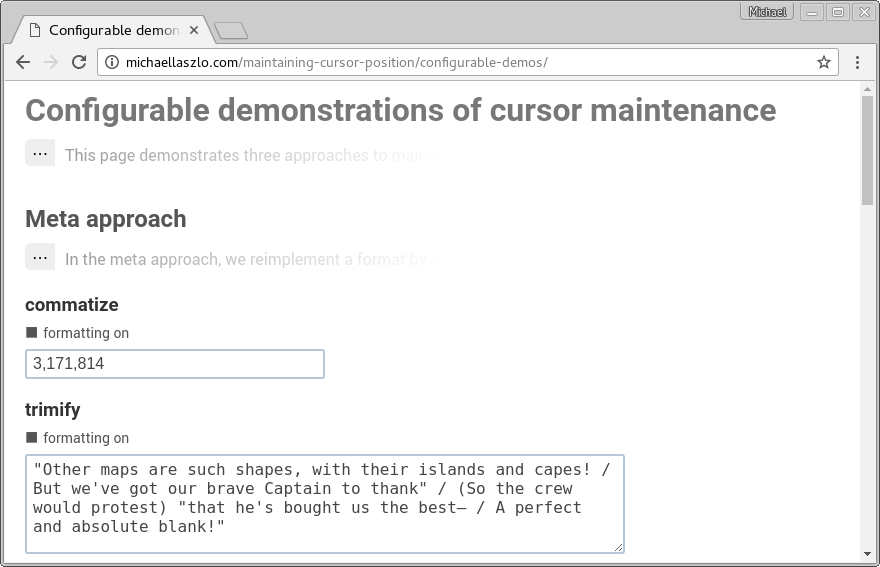 Michael
Configurable demon
michaellaszlo.com/maintaining-cursor-position/configurable-demos/
Configurable demonstrations of cursor maintenance
... This page demonstrates three approaches to
Meta approach
... In the meta approach, we reimplement a format by
commatize
formatting on
3,171,814
trimify
formatting on
"Other maps are such shapes, with their islands and capes! /
But we've got our brave Captain to thank" / (So the crew
would protest) "that he's bought us the best— / A perfect
and absolute blank!"